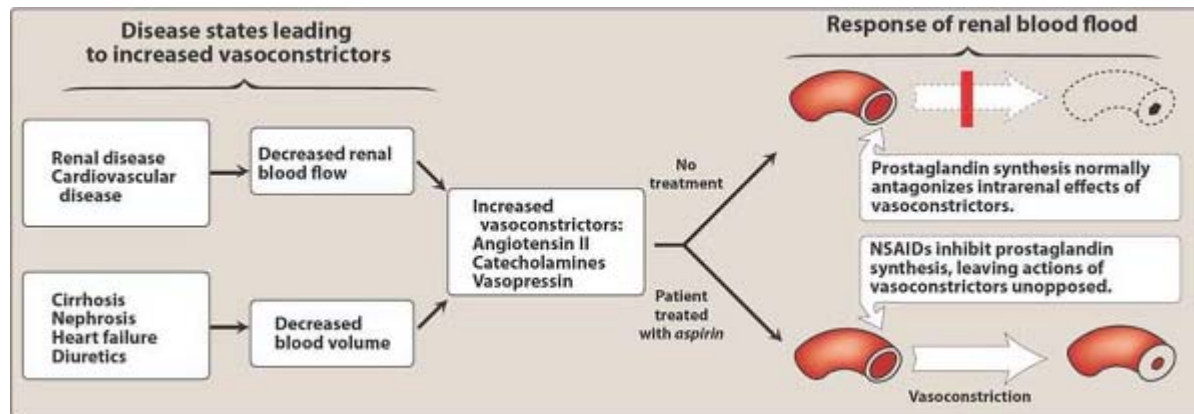 Disease states leading
to increased vasoconstrictors
Response of renal blood flood
Renal disease
Cardiovascular
disease
Decreased renal
blood flow
Cirrhosis
Nephrosis
Heart failure
Diuretics
Decreased
blood volume
Increased
vasoconstrictors:
Angiotensin II
Catecholamines
Vasopressin
No
treatment
Patient
treated
with aspirin
Prostaglandin synthesis normally
antagonizes intrarenal effects of
vasoconstrictors.
NSAIDs inhibit prostaglandin
synthesis, leaving actions of
vasoconstrictors unopposed.
Vasoconstriction